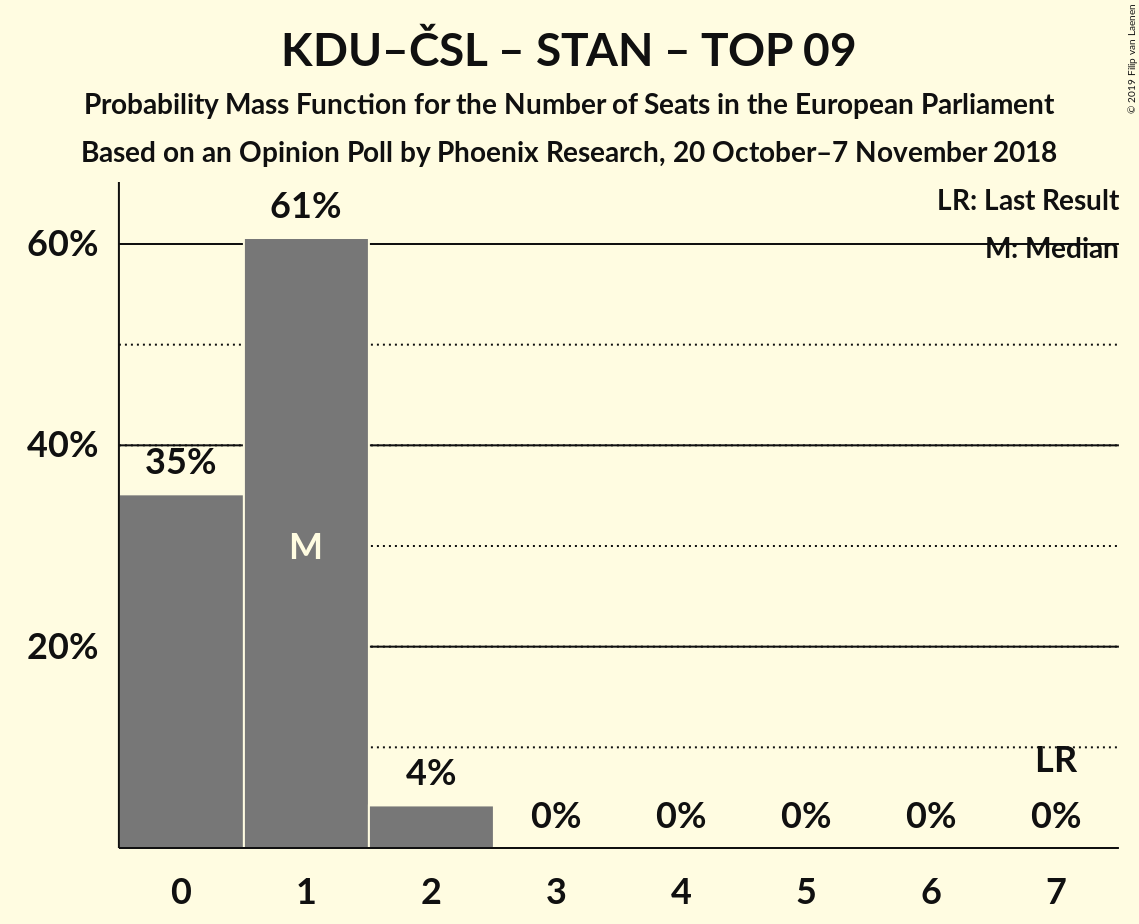 KDU–ČSL – STAN – TOP 09
Probability Mass Function for the Number of Seats in the European Parliament
Based on an Opinion Poll by Phoenix Research, 20 October–7 November 2018
© 2019 Filip van Laenen
LR: Last Result
M: Median
60%
40%
20%
61%
35%
M
4%
0%
0%
0%
0%
LR
0%
0 1 2 3 4 5 6 7